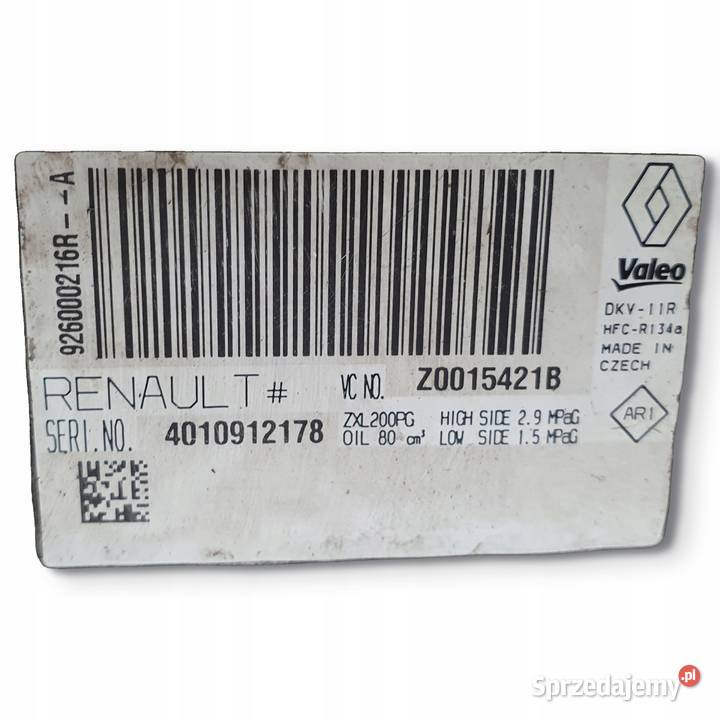 926000216R--A
Valeo
DKV-11R
HFC-R134a
MADE IN
CZECH
RENAULT#
VC NO. Z0015421B
SERI.NO. 4010912178
ZXL200PG HIGH SIDE 2.9 MPaG
OIL 80 cm³ LOW SIDE 1.5 MPaG
AR1
Sprzedajemy.pl